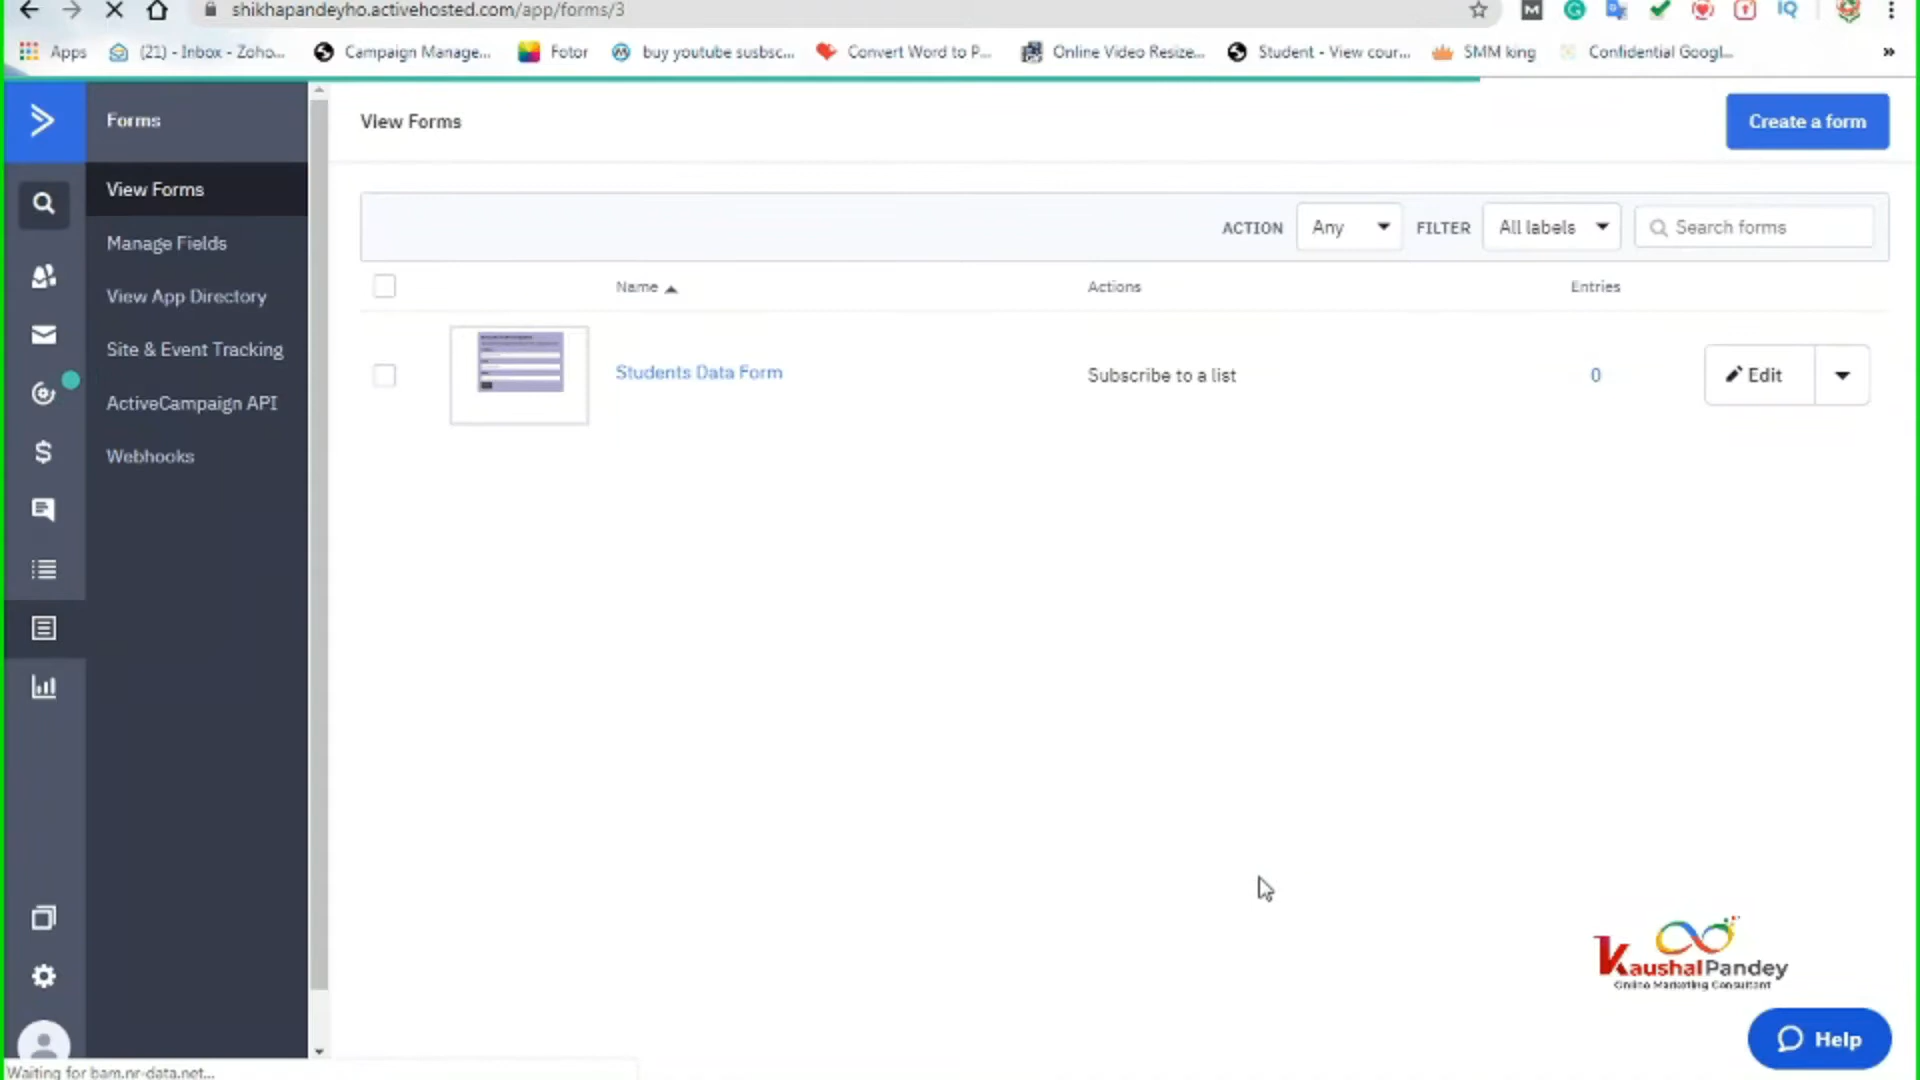 shikhapandeyho.activehosted.com/app/forms/3
Apps (21) - Inbox - Zoho... Campaign Manage... Fotor buy youtube susbsc... Convert Word to P... Online Video Resize... Student - View cour... SMM king Confidential Googl... »
Forms
View Forms
Create a form
View Forms
Manage Fields
View App Directory
Site & Event Tracking
ActiveCampaign API
Webhooks
ACTION Any FILTER All labels Search forms
Name Actions Entries
Students Data Form Subscribe to a list 0 Edit
KaushalPandey
Online Marketing Consultant
Help
Waiting for bam.nr-data.net...